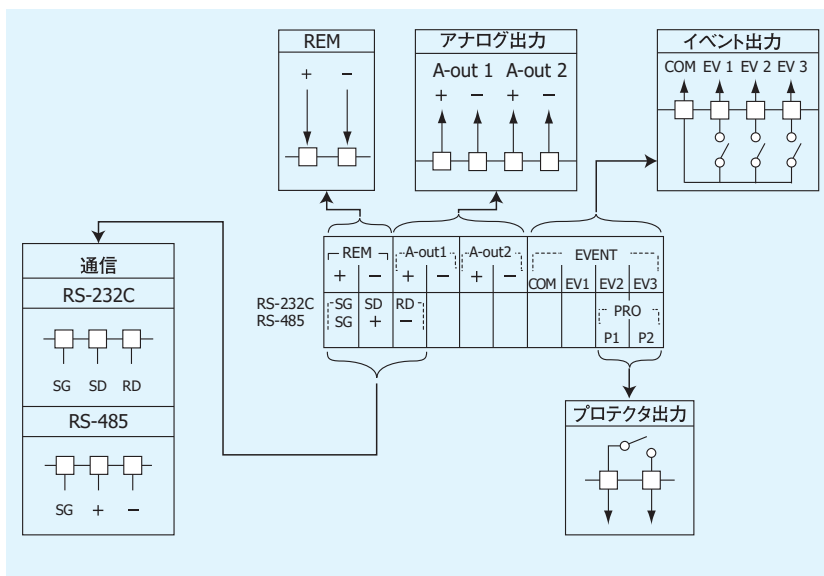 REM
+ −
アナログ出力
A-out 1 A-out 2
+ − + −
イベント出力
COM EV 1 EV 2 EV 3
通信
RS-232C
SG SD RD
RS-485
SG + −
REM A-out1 A-out2 EVENT
+ − + − + − COM EV1 EV2 EV3
RS-232C SG SD RD PRO
RS-485 SG + − P1 P2
プロテクタ出力